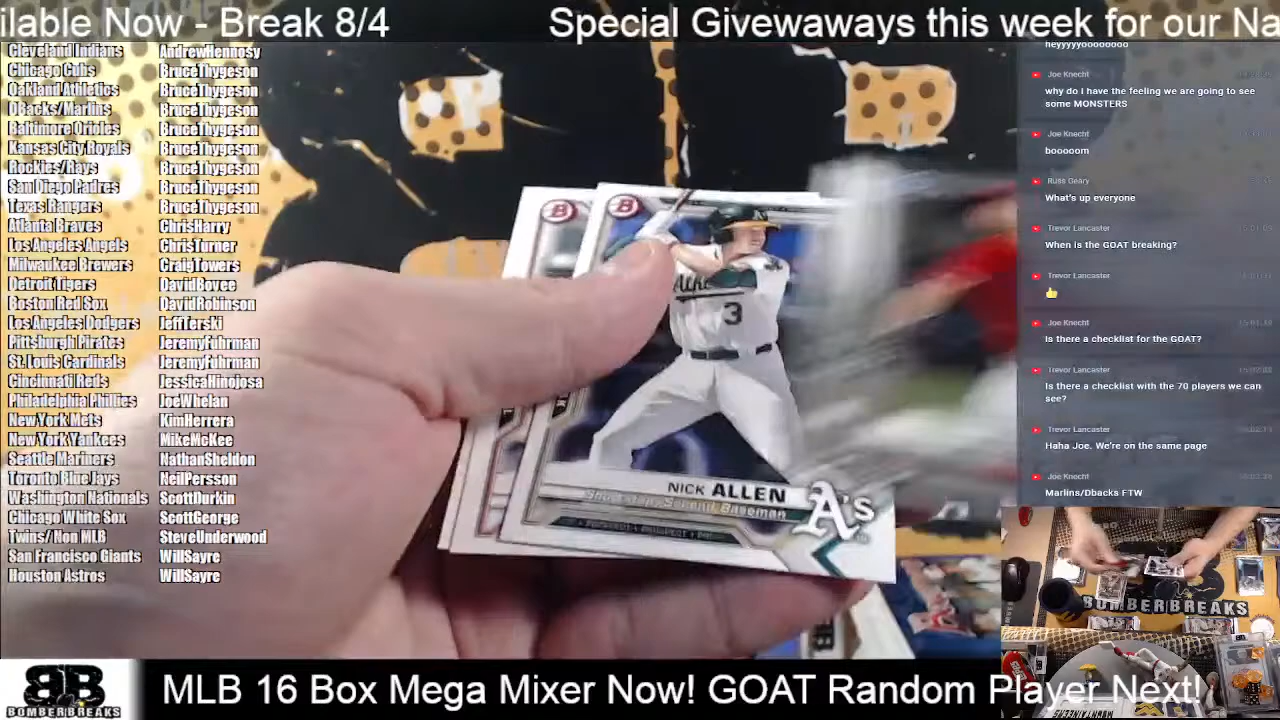 ilable Now - Break 8/4 Special Givewaways this week for our Na
Cleveland Indians AndrewHennosy
Chicago Cubs BruceThygeson
Oakland Athletics BruceThygeson
DBacks/Marlins BruceThygeson
Baltimore Orioles BruceThygeson
Kansas City Royals BruceThygeson
Rockies/Rays BruceThygeson
San Diego Padres BruceThygeson
Texas Rangers BruceThygeson
Atlanta Braves ChrisHarry
Los Angeles Angels ChrisTurner
Milwaukee Brewers CraigTowers
Detroit Tigers DavidBovee
Boston Red Sox DavidRobinson
Los Angeles Dodgers JeffTerski
Pittsburgh Pirates JeremyFuhrman
St. Louis Cardinals JeremyFuhrman
Cincinnati Reds JessicaHinojosa
Philadelphia Phillies JoeWhelan
New York Mets KimHerrera
New York Yankees MikeMcKee
Seattle Mariners NathanSheldon
Toronto Blue Jays NeilPersson
Washington Nationals ScottDurkin
Chicago White Sox ScottGeorge
Twins/Non MLB SteveUnderwood
San Francisco Giants WillSayre
Houston Astros WillSayre
B
B
3
NICK ALLEN
Shortstop/Second Baseman
A's
heyyyyyooooooo
Joe Knecht
why do i have the feeling we are going to see
some MONSTERS
Joe Knecht
booooom
Russ Geary
What's up everyone
Trevor Lancaster
When is the GOAT breaking?
Trevor Lancaster
Joe Knecht
Is there a checklist for the GOAT?
Trevor Lancaster
Is there a checklist with the 70 players we can
see?
Trevor Lancaster
Haha Joe. We're on the same page
Joe Knecht
Marlins/Dbacks FTW
BOMBERBREAKS
BB
BOMBERBREAKS
MLB 16 Box Mega Mixer Now! GOAT Random Player Next!